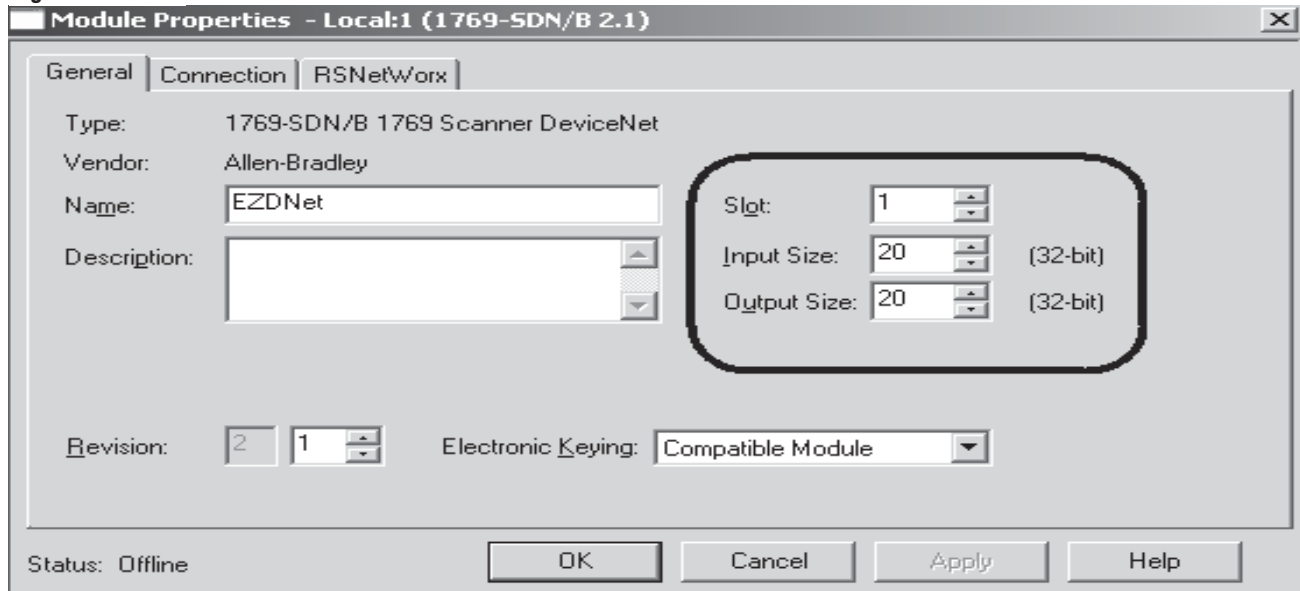 Module Properties - Local:1 (1769-SDN/B 2.1)
General Connection RSNetWorx
Type: 1769-SDN/B 1769 Scanner DeviceNet
Vendor: Allen-Bradley
Name: EZDNet
Slot: 1
Description:
Input Size: 20 (32-bit)
Output Size: 20 (32-bit)
Revision: 2 1 Electronic Keying: Compatible Module
Status: Offline OK Cancel Apply Help